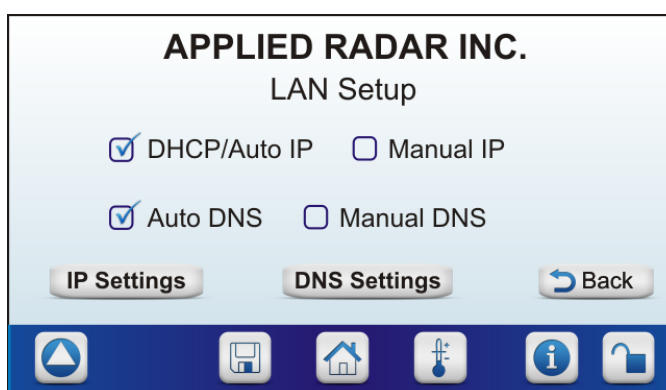 APPLIED RADAR INC.
LAN Setup
DHCP/Auto IP Manual IP
Auto DNS Manual DNS
IP Settings DNS Settings Back